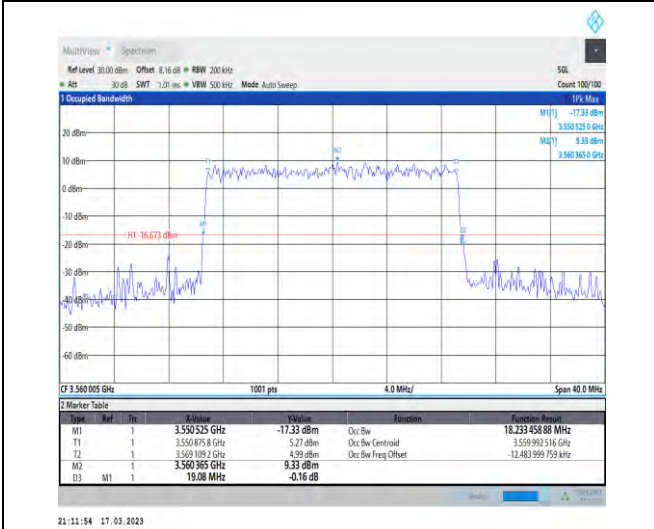 MultiView Spectrum
Ref Level 30.00 dBm Offset 8.16 dB RBW 200 kHz SGL
Att 30 dB SWT 1.01 ms VBW 500 kHz Mode Auto Sweep Count 100/100
1 Occupied Bandwidth 1Pk Max
M1[1] -17.33 dBm
3.550 525 0 GHz
M2[1] 9.33 dBm
3.560 365 0 GHz
20 dBm
M2
10 dBm
T1
0 dBm
-10 dBm
M1
H1 -16.673 dBm
-20 dBm
-30 dBm
-40 dBm
-50 dBm
-60 dBm
CF 3.560 005 GHz 1001 pts 4.0 MHz/ Span 40.0 MHz
2 Marker Table
Type Ref Trc X-Value Y-Value Function Function Result
M1 1 3.550 525 GHz -17.33 dBm Occ Bw 18.233 458 88 MHz
T1 1 3.550 875 8 GHz 5.27 dBm Occ Bw Centroid 3.559 992 516 GHz
T2 1 3.569 109 2 GHz 4.99 dBm Occ Bw Freq Offset -12.483 999 759 kHz
M2 1 3.560 365 GHz 9.33 dBm
D3 M1 1 19.08 MHz -0.16 dB
21:11:54 17.03.2023